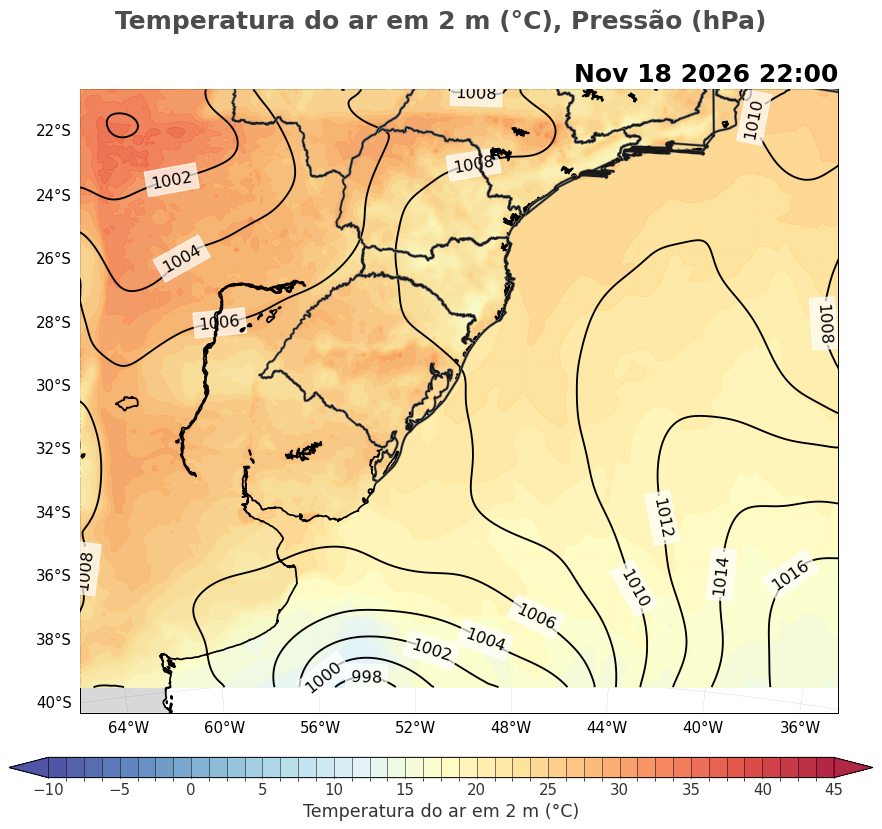 Temperatura do ar em 2 m (°C), Pressão (hPa)
Nov 18 2026 22:00
1008
1010
22°S
1008
1002
24°S
1004
26°S
1006
1008
28°S
30°S
32°S
1012
34°S
1008
1014
1016
36°S
1010
1006
1004
38°S
1002
1000
998
40°S
64°W 60°W 56°W 52°W 48°W 44°W 40°W 36°W
−10 −5 0 5 10 15 20 25 30 35 40 45
Temperatura do ar em 2 m (°C)